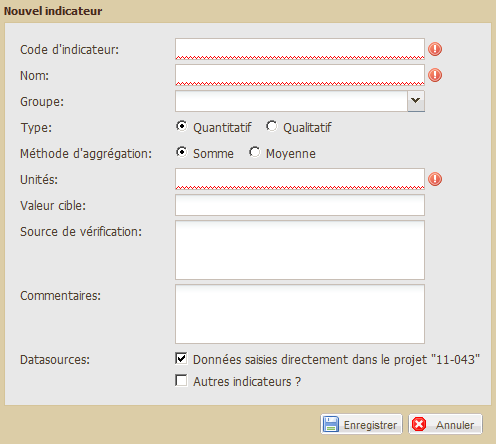 Nouvel indicateur
Code d'indicateur:
Nom:
Groupe:
Type: Quantitatif Qualitatif
Méthode d'aggrégation: Somme Moyenne
Unités:
Valeur cible:
Source de vérification:
Commentaires:
Datasources: Données saisies directement dans le projet "11-043"
Autres indicateurs ?
Enregistrer Annuler